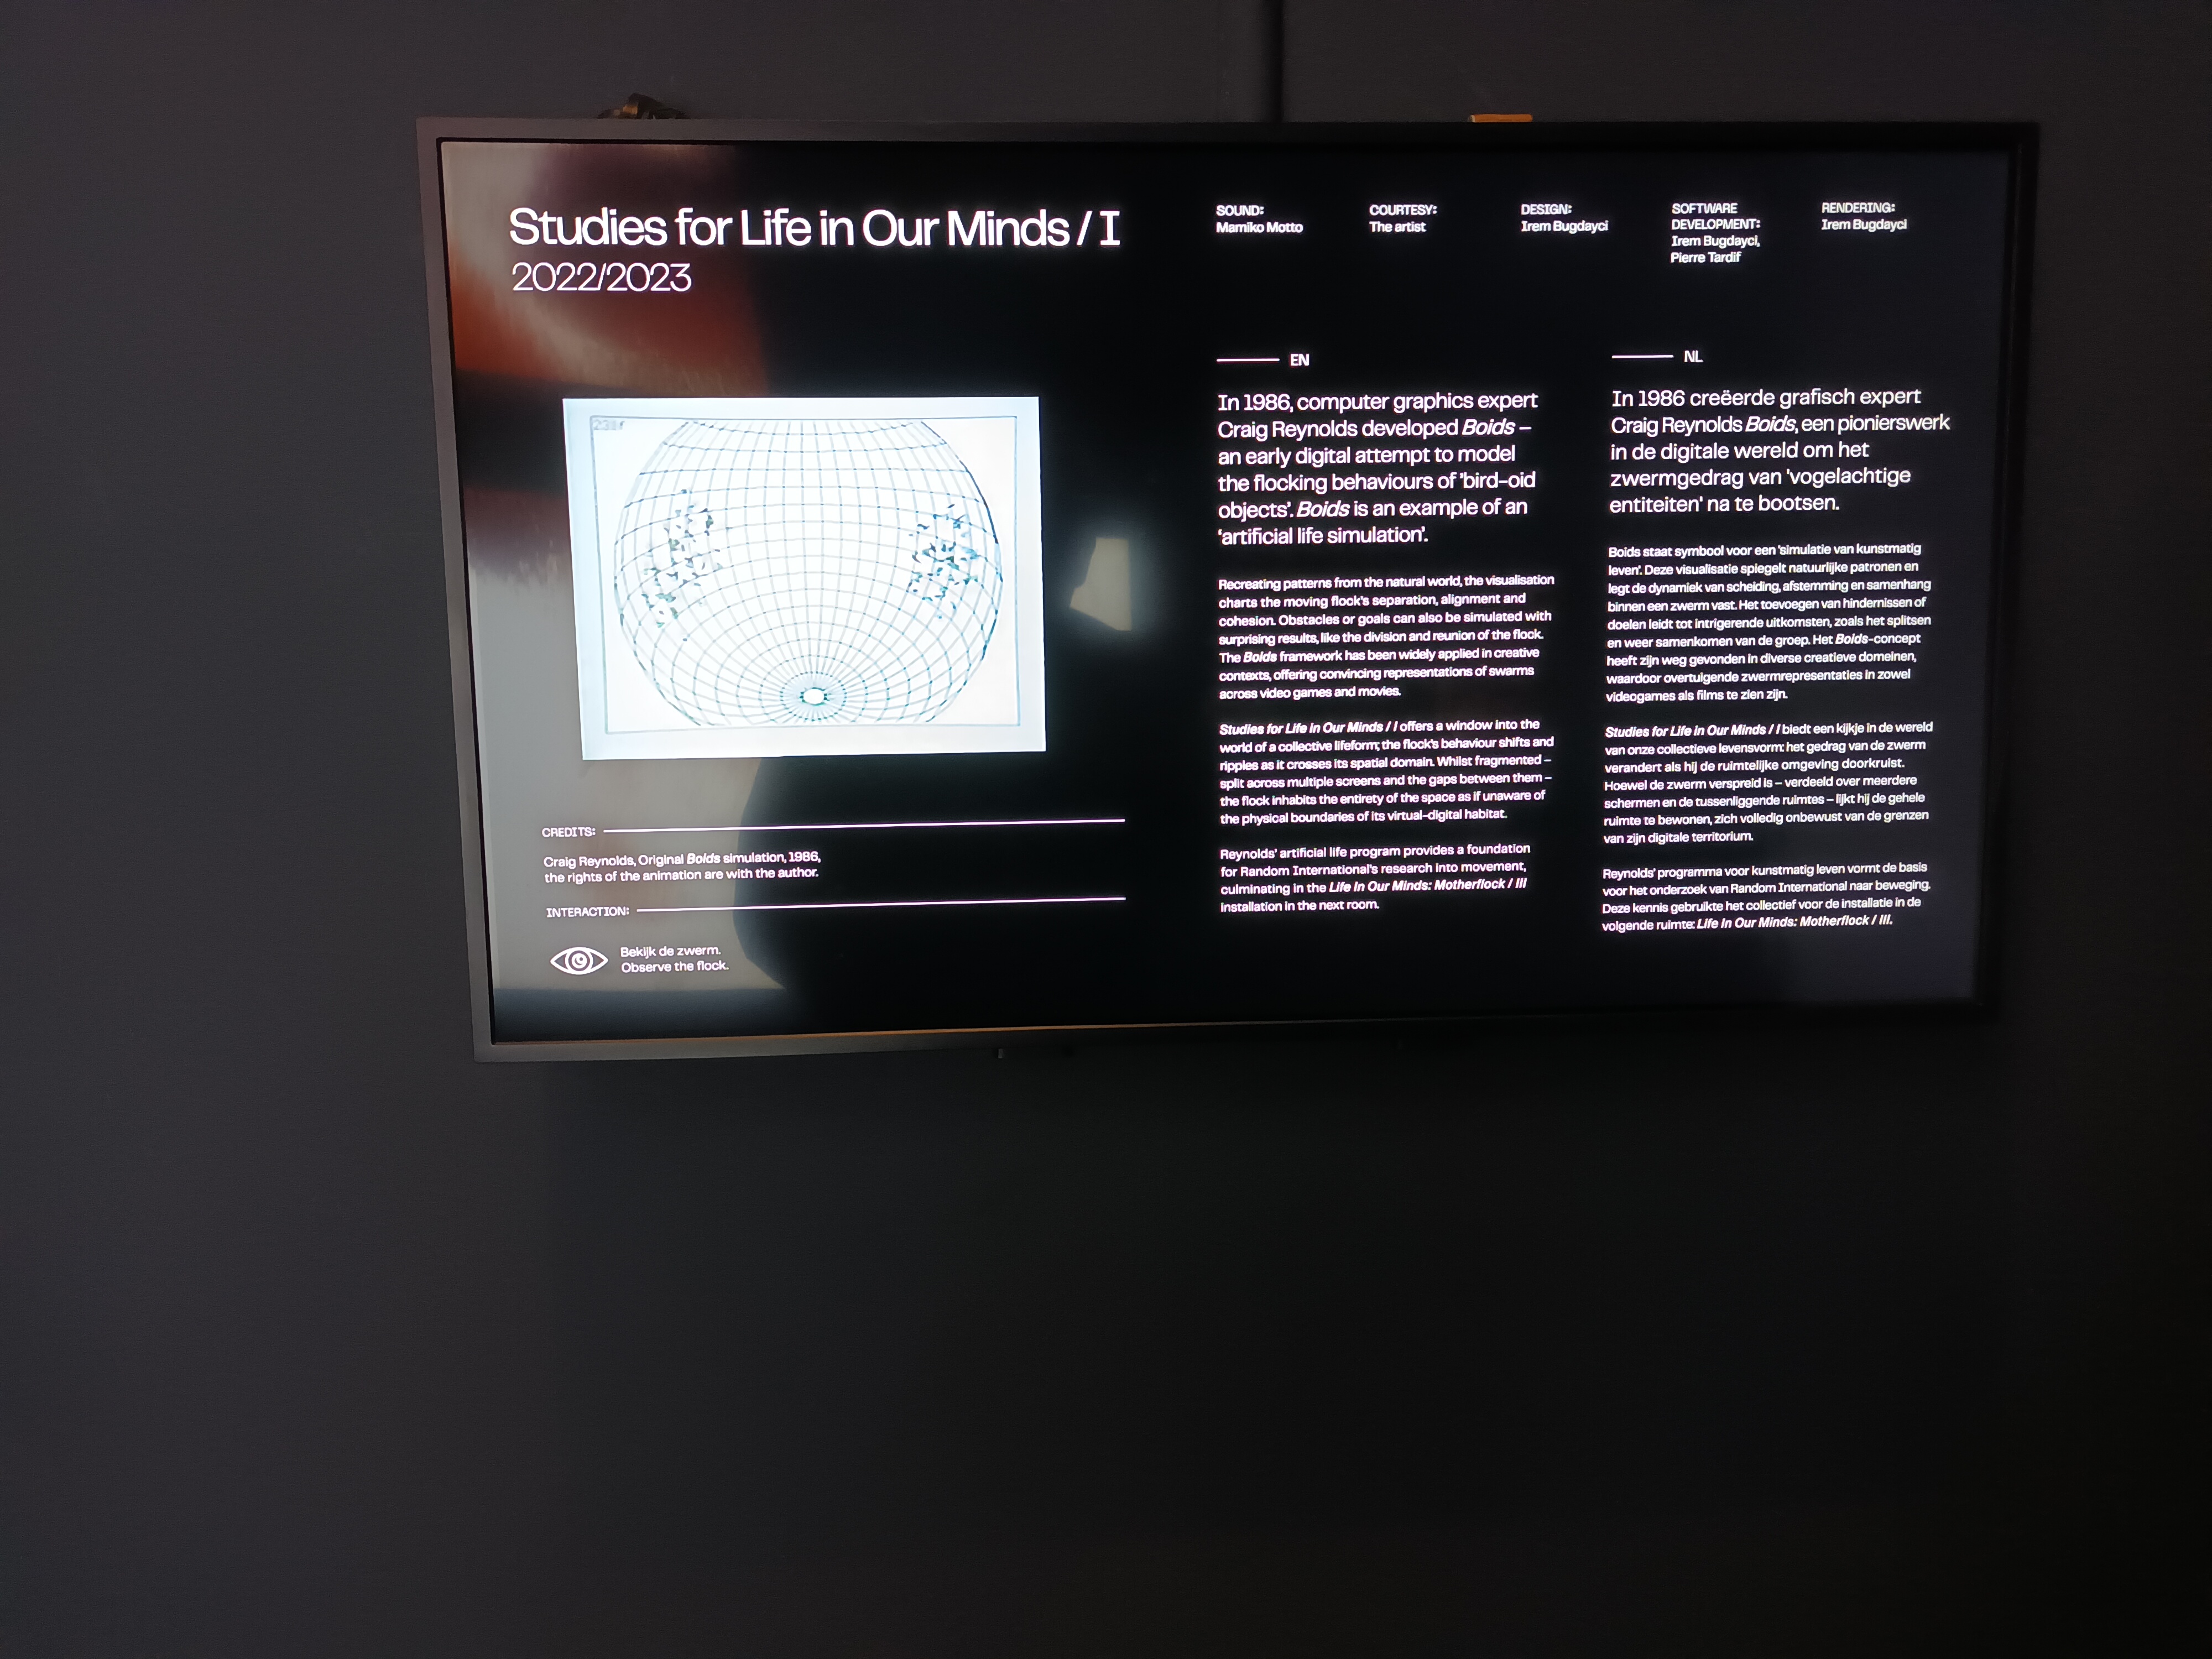 Studies for Life in Our Minds / I
2022/2023
SOUND:
Mamiko Motto
COURTESY:
The artist
DESIGN:
Irem Bugdayci
SOFTWARE
DEVELOPMENT:
Irem Bugdayci,
Pierre Tardif
RENDERING:
Irem Bugdayci
CREDITS:
Craig Reynolds, Original Boids simulation, 1986,
the rights of the animation are with the author.
INTERACTION:
Bekijk de zwerm.
Observe the flock.
EN
In 1986, computer graphics expert
Craig Reynolds developed Boids –
an early digital attempt to model
the flocking behaviours of 'bird-oid
objects'. Boids is an example of an
'artificial life simulation'.
Recreating patterns from the natural world, the visualisation
charts the moving flock's separation, alignment and
cohesion. Obstacles or goals can also be simulated with
surprising results, like the division and reunion of the flock.
The Boids framework has been widely applied in creative
contexts, offering convincing representations of swarms
across video games and movies.
Studies for Life in Our Minds / I offers a window into the
world of a collective lifeform; the flock's behaviour shifts and
ripples as it crosses its spatial domain. Whilst fragmented –
split across multiple screens and the gaps between them –
the flock inhabits the entirety of the space as if unaware of
the physical boundaries of its virtual-digital habitat.
Reynolds' artificial life program provides a foundation
for Random International's research into movement,
culminating in the Life In Our Minds: Motherflock / III
installation in the next room.
NL
In 1986 creëerde grafisch expert
Craig Reynolds Boids, een pionierswerk
in de digitale wereld om het
zwermgedrag van 'vogelachtige
entiteiten' na te bootsen.
Boids staat symbool voor een 'simulatie van kunstmatig
leven'. Deze visualisatie spiegelt natuurlijke patronen en
legt de dynamiek van scheiding, afstemming en samenhang
binnen een zwerm vast. Het toevoegen van hindernissen of
doelen leidt tot intrigerende uitkomsten, zoals het splitsen
en weer samenkomen van de groep. Het Boids-concept
heeft zijn weg gevonden in diverse creatieve domeinen,
waardoor overtuigende zwermrepresentaties in zowel
videogames als films te zien zijn.
Studies for Life in Our Minds / I biedt een kijkje in de wereld
van onze collectieve levensvorm: het gedrag van de zwerm
verandert als hij de ruimtelijke omgeving doorkruist.
Hoewel de zwerm verspreid is – verdeeld over meerdere
schermen en de tussenliggende ruimtes – lijkt hij de gehele
ruimte te bewonen, zich volledig onbewust van de grenzen
van zijn digitale territorium.
Reynolds' programma voor kunstmatig leven vormt de basis
voor het onderzoek van Random International naar beweging.
Deze kennis gebruikte het collectief voor de installatie in de
volgende ruimte: Life In Our Minds: Motherflock / III.